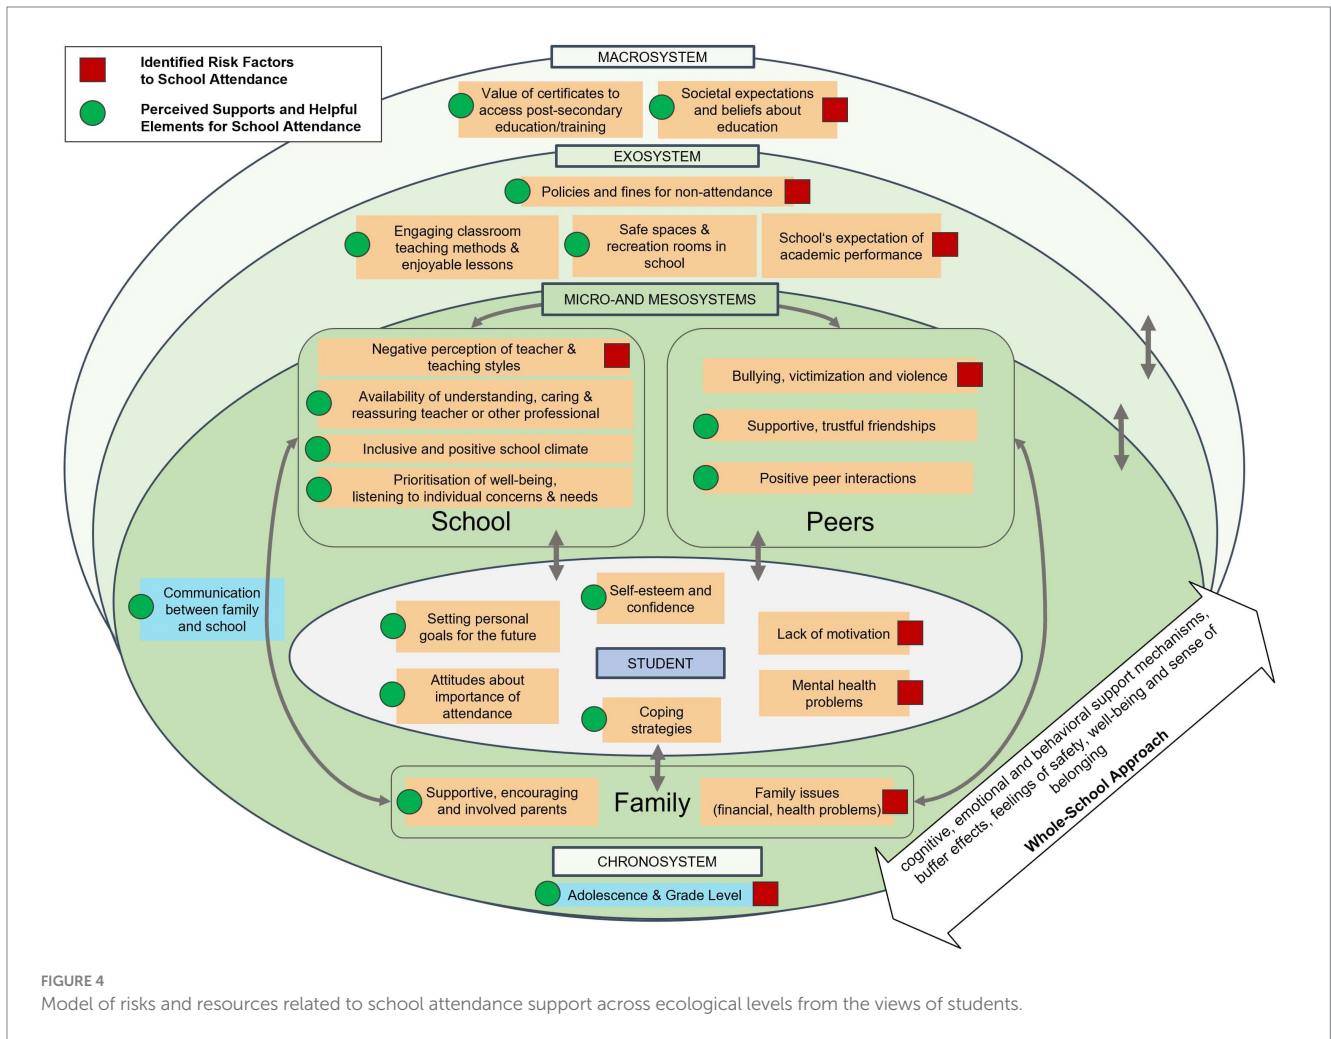 Identified Risk Factors
to School Attendance
Perceived Supports and Helpful
Elements for School Attendance
MACROSYSTEM
Value of certificates to
access post-secondary
education/training
Societal expectations
and beliefs about
education
EXOSYSTEM
Policies and fines for non-attendance
Engaging classroom
teaching methods &
enjoyable lessons
Safe spaces &
recreation rooms in
school
School‘s expectation of
academic performance
MICRO-AND MESOSYSTEMS
Negative perception of teacher &
teaching styles
Availability of understanding, caring &
reassuring teacher or other professional
Inclusive and positive school climate
Prioritisation of well-being,
listening to individual concerns & needs
School
Bullying, victimization and violence
Supportive, trustful friendships
Positive peer interactions
Peers
Communication
between family
and school
Self-esteem and
confidence
Setting personal
goals for the future
Lack of motivation
STUDENT
Attitudes about
importance of
attendance
Mental health
problems
Coping
strategies
Supportive, encouraging
and involved parents
Family
Family issues
(financial, health problems)
CHRONOSYSTEM
Adolescence & Grade Level
cognitive, emotional and behavioral support mechanisms,
buffer effects, feelings of safety, well-being and sense of
belonging
Whole-School Approach
FIGURE 4
Model of risks and resources related to school attendance support across ecological levels from the views of students.